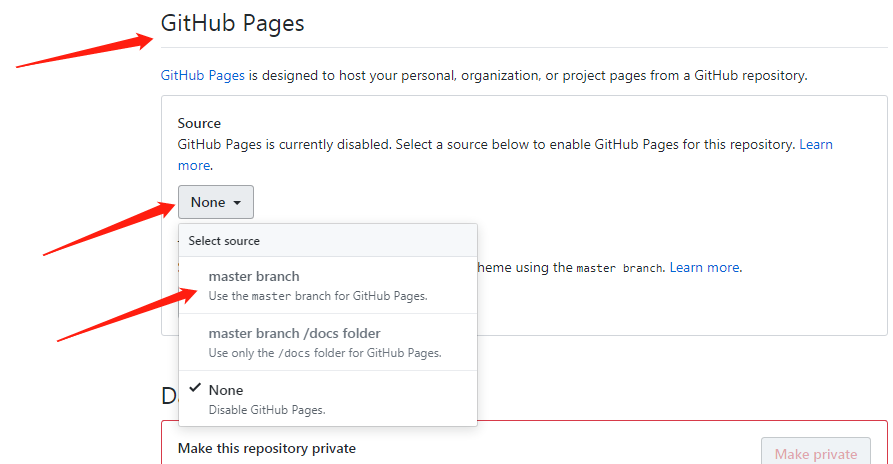 GitHub Pages
GitHub Pages is designed to host your personal, organization, or project pages from a GitHub repository.
Source
GitHub Pages is currently disabled. Select a source below to enable GitHub Pages for this repository. Learn
more.
None
Select source
heme using the master branch. Learn more.
master branch
Use the master branch for GitHub Pages.
master branch /docs folder
Use only the /docs folder for GitHub Pages.
None
Disable GitHub Pages.
Make this repository private
Make private